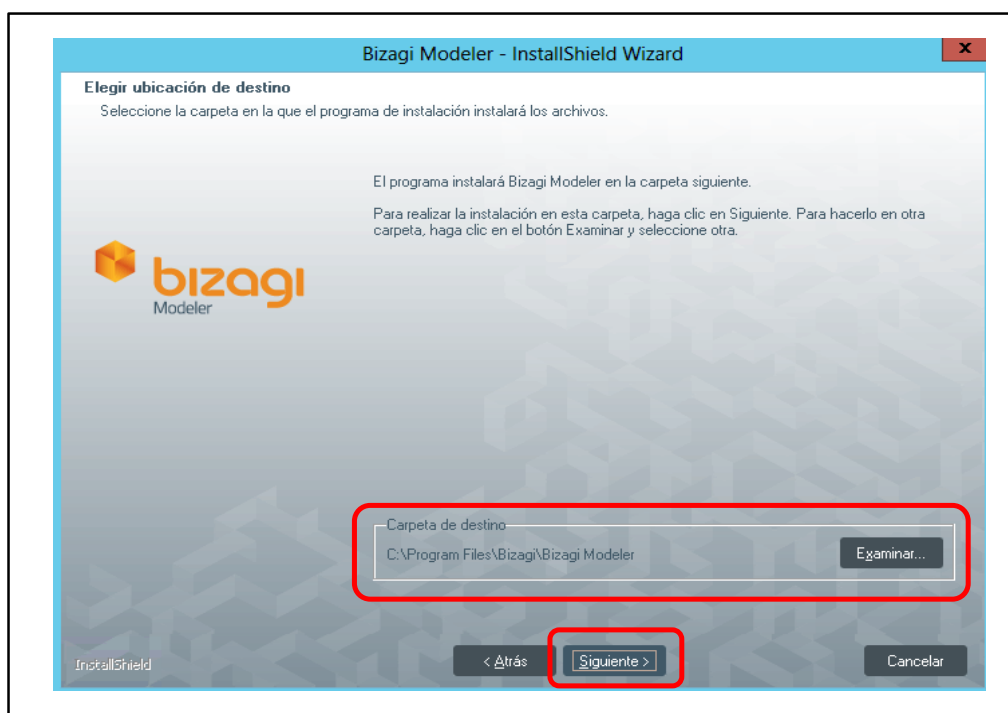 Bizagi Modeler - InstallShield Wizard
x
Elegir ubicación de destino
Seleccione la carpeta en la que el programa de instalación instalará los archivos.
El programa instalará Bizagi Modeler en la carpeta siguiente.
Para realizar la instalación en esta carpeta, haga clic en Siguiente. Para hacerlo en otra
carpeta, haga clic en el botón Examinar y seleccione otra.
bizagi
Modeler
Carpeta de destino
C:\Program Files\Bizagi\Bizagi Modeler
Examinar...
InstallShield
< Atrás
Siguiente >
Cancelar